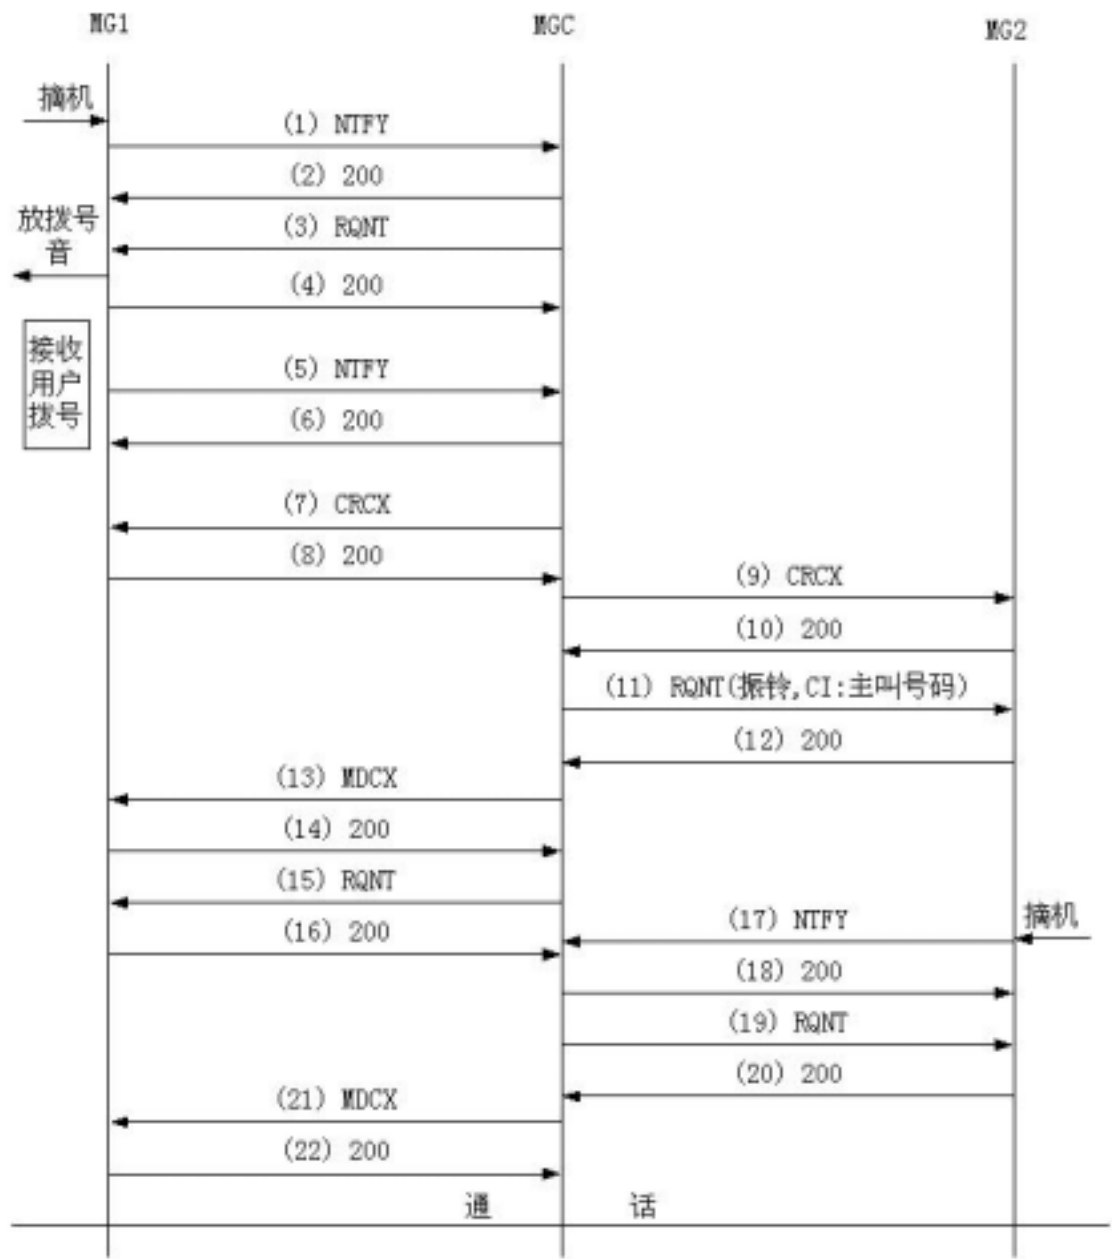 MG1
MGC
MG2
摘机
(1) NTFY
(2) 200
放拨号
音
(3) RQNT
(4) 200
接收
用户
拨号
(5) NTFY
(6) 200
(7) CRCX
(8) 200
(9) CRCX
(10) 200
(11) RQNT(振铃,CI:主叫号码)
(12) 200
(13) MDCX
(14) 200
(15) RQNT
(16) 200
(17) NTFY
摘机
(18) 200
(19) RQNT
(20) 200
(21) MDCX
(22) 200
通 话